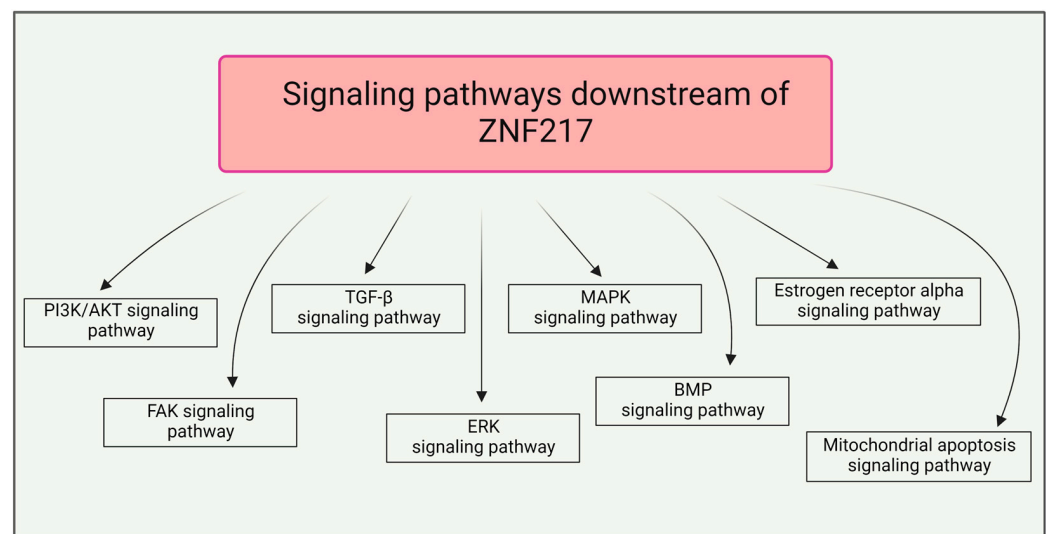 Signaling pathways downstream of
ZNF217
PI3K/AKT signaling
pathway
FAK signaling
pathway
TGF-β
signaling pathway
ERK
signaling pathway
MAPK
signaling pathway
BMP
signaling pathway
Estrogen receptor alpha
signaling pathway
Mitochondrial apoptosis
signaling pathway